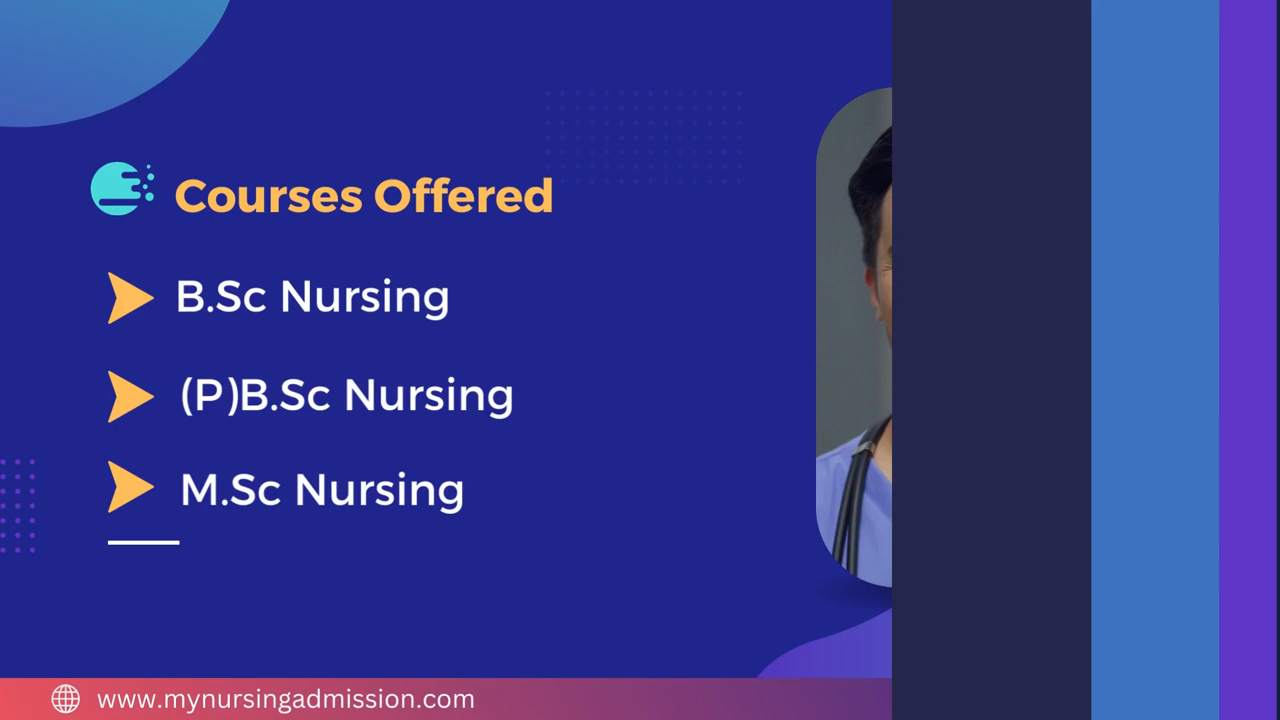 Courses Offered
B.Sc Nursing
(P)B.Sc Nursing
M.Sc Nursing
www.mynursingadmission.com